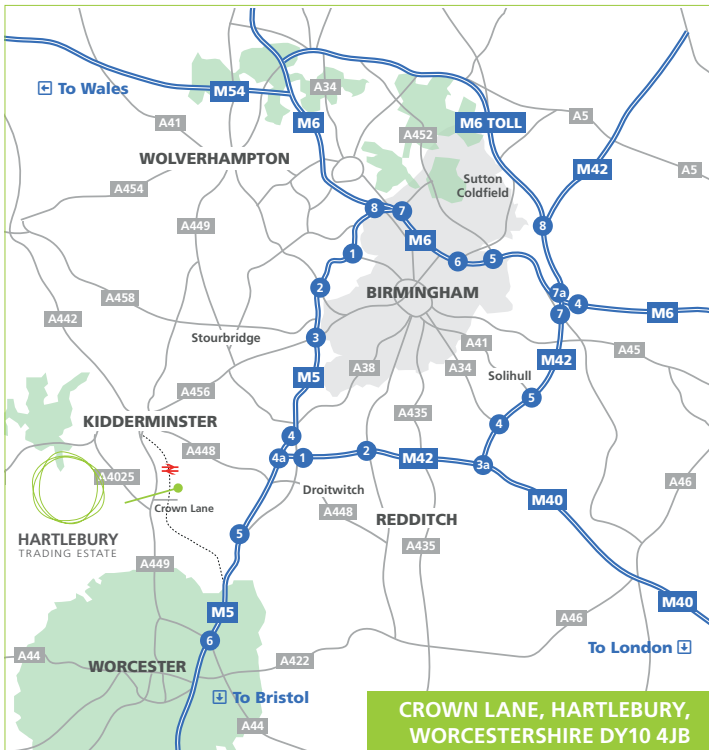 To Wales
M54
A34
A41
M6
A452
M6 TOLL
A5
WOLVERHAMPTON
M42
A5
A454
Sutton
Coldfield
A449
8
7
8
M6
1
6
5
A442
A458
2
BIRMINGHAM
7a
4
7
M6
Stourbridge
3
A41
A45
M5
A38
A34
M42
Solihull
A456
5
KIDDERMINSTER
A435
4
A448
4
4a
1
2
M42
3a
A4025
Droitwitch
A46
Crown Lane
A448
M40
REDDITCH
HARTLEBURY
TRADING ESTATE
5
A435
A449
M5
M40
A46
6
To London
A44
WORCESTER
A422
To Bristol
A44
CROWN LANE, HARTLEBURY,
WORCESTERSHIRE DY10 4JB